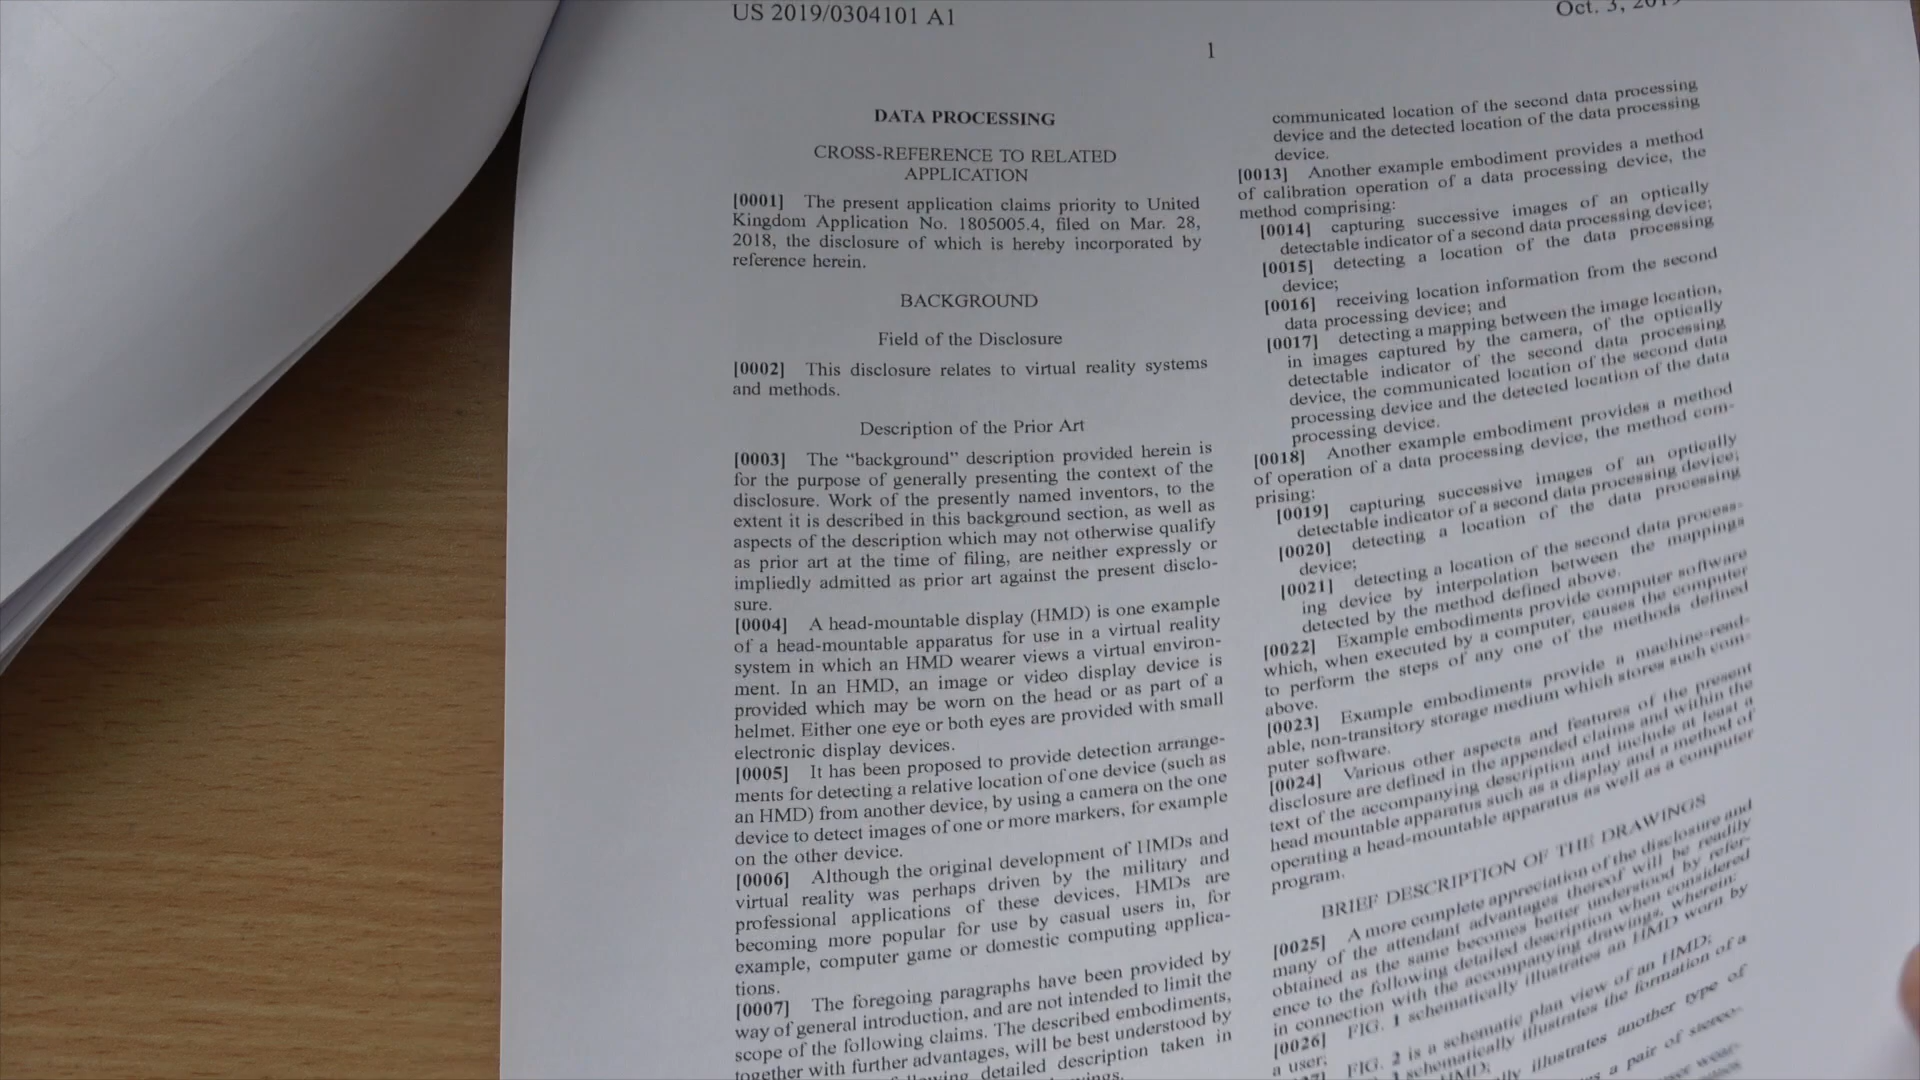 US 2019/0304101 A1
Oct. 3, 2019
1
DATA PROCESSING
CROSS-REFERENCE TO RELATED
APPLICATION
[0001] The present application claims priority to United
Kingdom Application No. 1805005.4, filed on Mar. 28,
2018, the disclosure of which is hereby incorporated by
reference herein.
BACKGROUND
Field of the Disclosure
[0002] This disclosure relates to virtual reality systems
and methods.
Description of the Prior Art
[0003] The “background” description provided herein is
for the purpose of generally presenting the context of the
disclosure. Work of the presently named inventors, to the
extent it is described in this background section, as well as
aspects of the description which may not otherwise qualify
as prior art at the time of filing, are neither expressly or
impliedly admitted as prior art against the present disclo-
sure.
[0004] A head-mountable display (HMD) is one example
of a head-mountable apparatus for use in a virtual reality
system in which an HMD wearer views a virtual environ-
ment. In an HMD, an image or video display device is
provided which may be worn on the head or as part of a
helmet. Either one eye or both eyes are provided with small
electronic display devices.
[0005] It has been proposed to provide detection arrange-
ments for detecting a relative location of one device (such as
an HMD) from another device, by using a camera on the one
device to detect images of one or more markers, for example
on the other device.
[0006] Although the original development of HMDs and
virtual reality was perhaps driven by the military and
professional applications of these devices, HMDs are
becoming more popular for use by casual users in, for
example, computer game or domestic computing applica-
tions.
[0007] The foregoing paragraphs have been provided by
way of general introduction, and are not intended to limit the
scope of the following claims. The described embodiments,
together with further advantages, will be best understood by
detailed description taken in
communicated location of the second data processing
device and the detected location of the data processing
device.
[0013] Another example embodiment provides a method
of calibration operation of a data processing device, the
method comprising:
[0014] capturing successive images of an optically
detectable indicator of a second data processing device;
[0015] detecting a location of the data processing
device;
[0016] receiving location information from the second
data processing device; and
[0017] detecting a mapping between the image location,
in images captured by the camera, of the optically
detectable indicator of the second data processing
device, the communicated location of the second data
processing device and the detected location of the data
processing device.
[0018] Another example embodiment provides a method
of operation of a data processing device, the method com-
prising:
[0019] capturing successive images of an optically
detectable indicator of a second data processing device;
[0020] detecting a location of the data processing
device;
[0021] detecting a location of the second data process-
ing device by interpolation between the mappings
detected by the method defined above.
[0022] Example embodiments provide computer software
which, when executed by a computer, causes the computer
to perform the steps of any one of the methods defined
above.
[0023] Example embodiments provide a machine-read-
able, non-transitory storage medium which stores such com-
puter software.
[0024] Various other aspects and features of the present
disclosure are defined in the appended claims and within the
text of the accompanying description and include at least a
head mountable apparatus such as a display and a method of
operating a head-mountable apparatus as well as a computer
program.
BRIEF DESCRIPTION OF THE DRAWINGS
[0025] A more complete appreciation of the disclosure and
many of the attendant advantages thereof will be readily
obtained as the same becomes better understood by refer-
ence to the following detailed description when considered
in connection with the accompanying drawings, wherein:
[0026] FIG. 1 schematically illustrates an HMD worn by
a user;
FIG. 2 is a schematic plan view of an HMD;
schematically illustrates the formation of a
illustrates another type of
a pair of stereo-